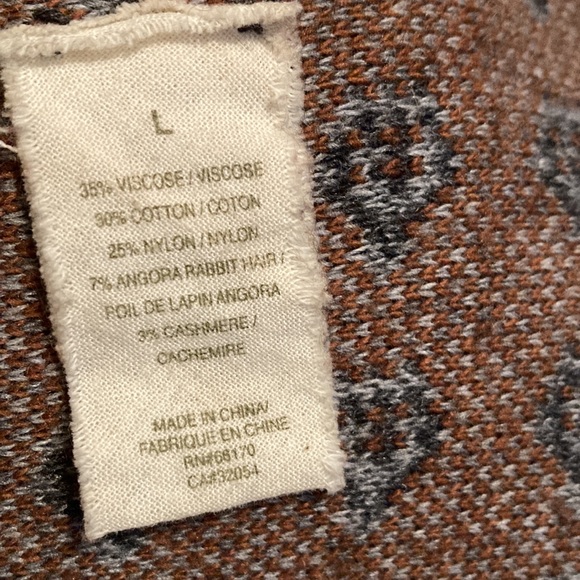 L
35% VISCOSE / VISCOSE
30% COTTON / COTON
25% NYLON / NYLON
7% ANGORA RABBIT HAIR /
POIL DE LAPIN ANGORA
3% CASHMERE /
CACHEMIRE
MADE IN CHINA/
FABRIQUE EN CHINE
RN#66170
CA#32054